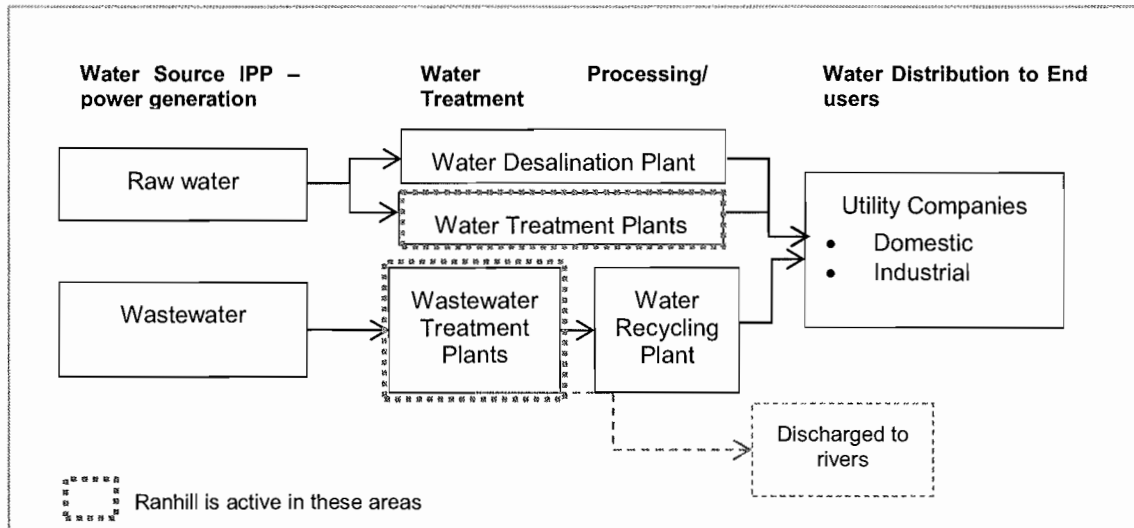 Water Source IPP –
power generation
Water Processing/
Treatment
Water Distribution to End
users
Raw water
Water Desalination Plant
Water Treatment Plants
Utility Companies
• Domestic
• Industrial
Wastewater
Wastewater
Treatment
Plants
Water
Recycling
Plant
Discharged to
rivers
Ranhill is active in these areas